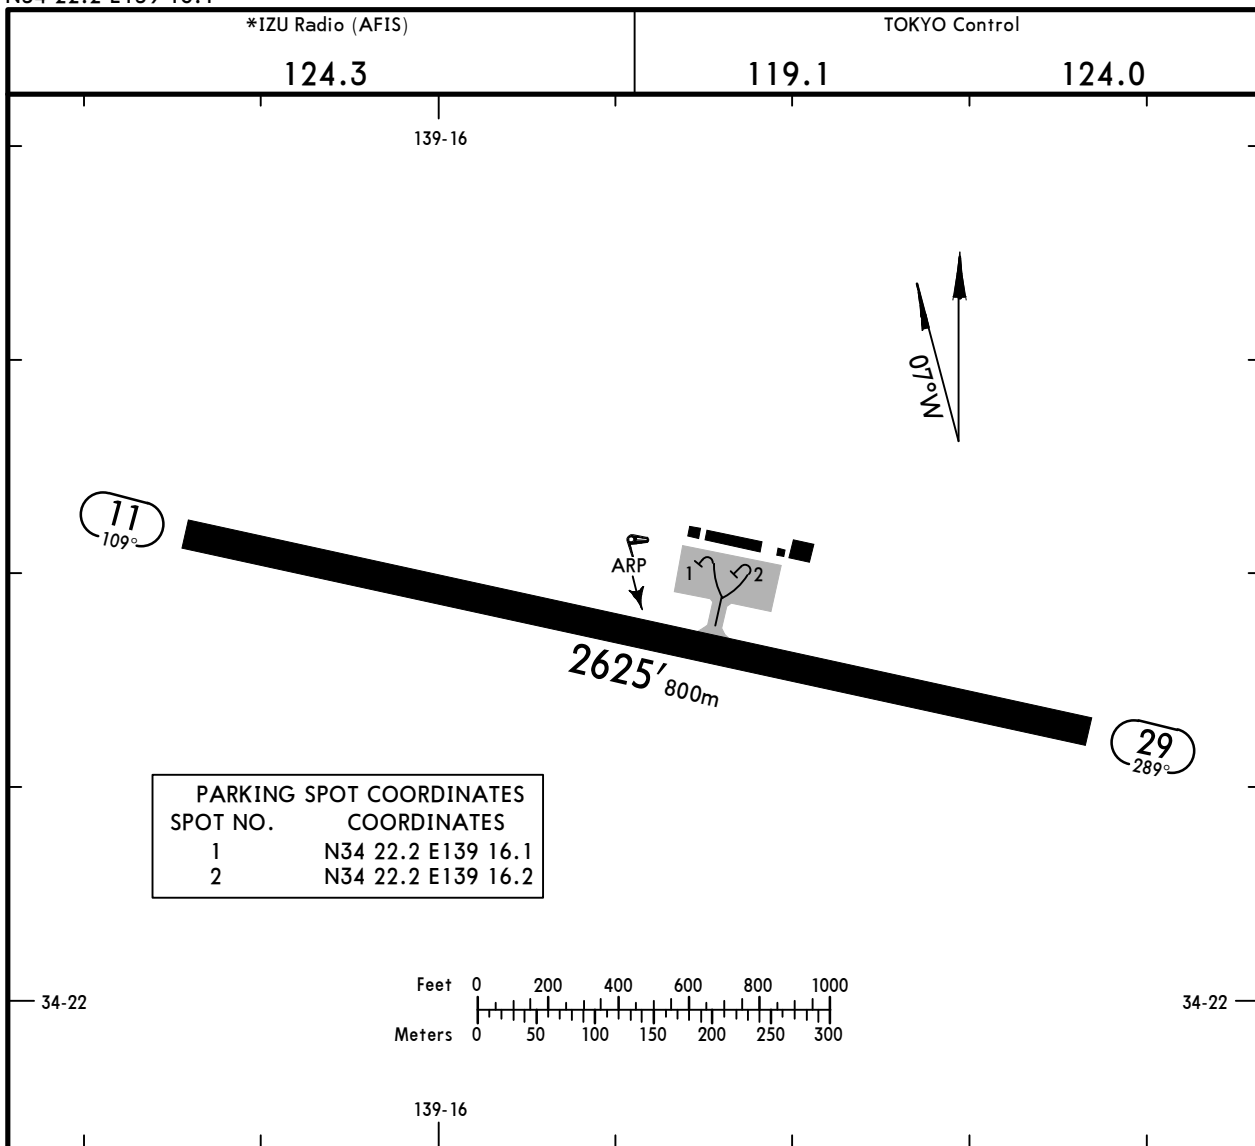 *IZU Radio (AFIS) TOKYO Control
124.3 119.1 124.0
139-16
07°W
11
109°
ARP
1 2
2625' 800m
29
289°
PARKING SPOT COORDINATES
SPOT NO. COORDINATES
1 N34 22.2 E139 16.1
2 N34 22.2 E139 16.2
Feet 0 200 400 600 800 1000
34-22 34-22
Meters 0 50 100 150 200 250 300
139-16